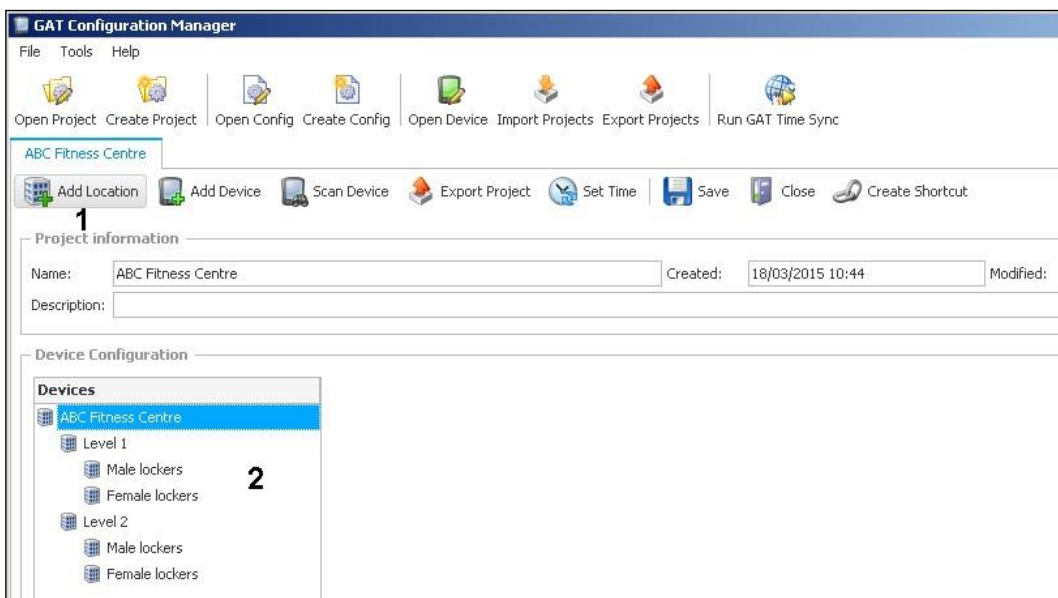 GAT Configuration Manager
File Tools Help
Open Project Create Project Open Config Create Config Open Device Import Projects Export Projects Run GAT Time Sync
ABC Fitness Centre
Add Location Add Device Scan Device Export Project Set Time Save Close Create Shortcut
1
Project information
Name: ABC Fitness Centre Created: 18/03/2015 10:44 Modified:
Description:
Device Configuration
Devices
ABC Fitness Centre
Level 1
Male lockers
2
Female lockers
Level 2
Male lockers
Female lockers